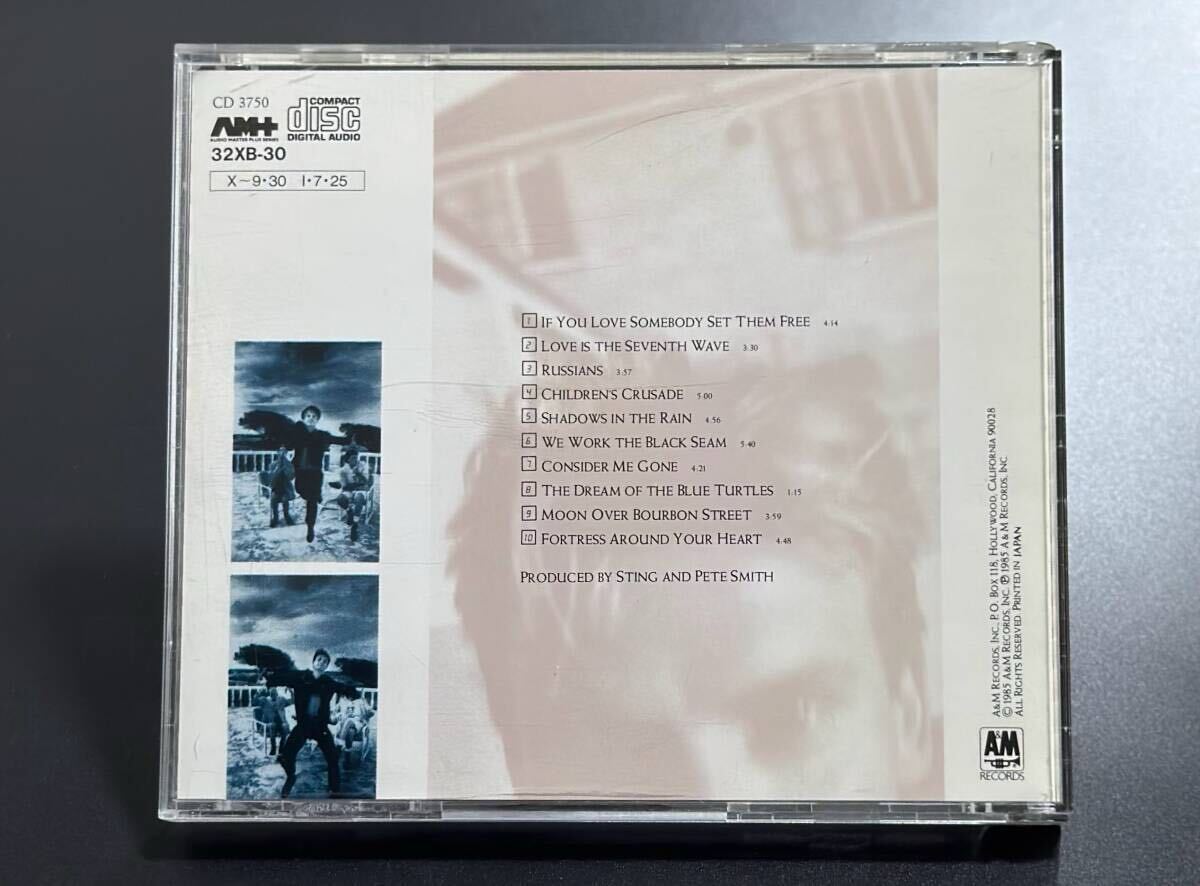 CD 3750
AM+
AUDIO MASTER PLUS SERIES
COMPACT
disc
DIGITAL AUDIO
32XB-30
X~9·30 I·7·25
1 IF YOU LOVE SOMEBODY SET THEM FREE 4:14
2 LOVE IS THE SEVENTH WAVE 3:30
3 RUSSIANS 3:57
4 CHILDREN'S CRUSADE 5:00
5 SHADOWS IN THE RAIN 4:56
6 WE WORK THE BLACK SEAM 5:40
7 CONSIDER ME GONE 4:21
8 THE DREAM OF THE BLUE TURTLES 1:15
9 MOON OVER BOURBON STREET 3:59
10 FORTRESS AROUND YOUR HEART 4:48
PRODUCED BY STING AND PETE SMITH
A&M RECORDS, INC., P. O. BOX 118, HOLLYWOOD, CALIFORNIA 90028
© 1985 A&M RECORDS, INC. ℗ 1985 A & M RECORDS, INC.
ALL RIGHTS RESERVED. PRINTED IN JAPAN
A&M
RECORDS